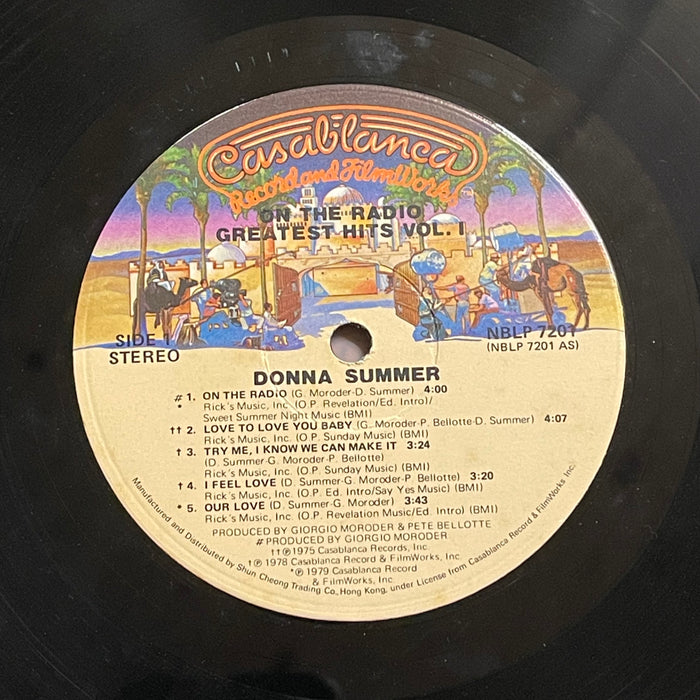 Casablanca
Record and FilmWorks
ON THE RADIO
GREATEST HITS VOL. I
SIDE 1
STEREO
NBLP 7201
(NBLP 7201 AS)
DONNA SUMMER
# 1. ON THE RADIO (G. Moroder-D. Summer) 4:00
* Rick's Music, Inc. (O.P. Revelation/Ed. Intro)/
Sweet Summer Night Music (BMI)
†† 2. LOVE TO LOVE YOU BABY (G. Moroder-P. Bellotte-D. Summer) 4:07
Rick's Music, Inc. (O.P. Sunday Music) (BMI)
† 3. TRY ME, I KNOW WE CAN MAKE IT 3:24
(D. Summer-G. Moroder-P. Bellotte)
Rick's Music, Inc. (O.P. Sunday Music) (BMI)
† 4. I FEEL LOVE (D. Summer-G. Moroder-P. Bellotte) 3:20
Rick's Music, Inc. (O.P. Ed. Intro/Say Yes Music) (BMI)
* 5. OUR LOVE (D. Summer-G. Moroder) 3:43
Rick's Music, Inc. (O.P. Revelation Music/Ed. Intro) (BMI)
PRODUCED BY GIORGIO MORODER & PETE BELLOTTE
# PRODUCED BY GIORGIO MORODER
††℗1975 Casablanca Records, Inc.
†℗ 1978 Casablanca Record & FilmWorks, Inc.
*℗ 1979 Casablanca Record
& FilmWorks, Inc.
Manufactured and Distributed by Shun Cheong Trading Co., Hong Kong, under License from Casablanca Record & FilmWorks Inc.